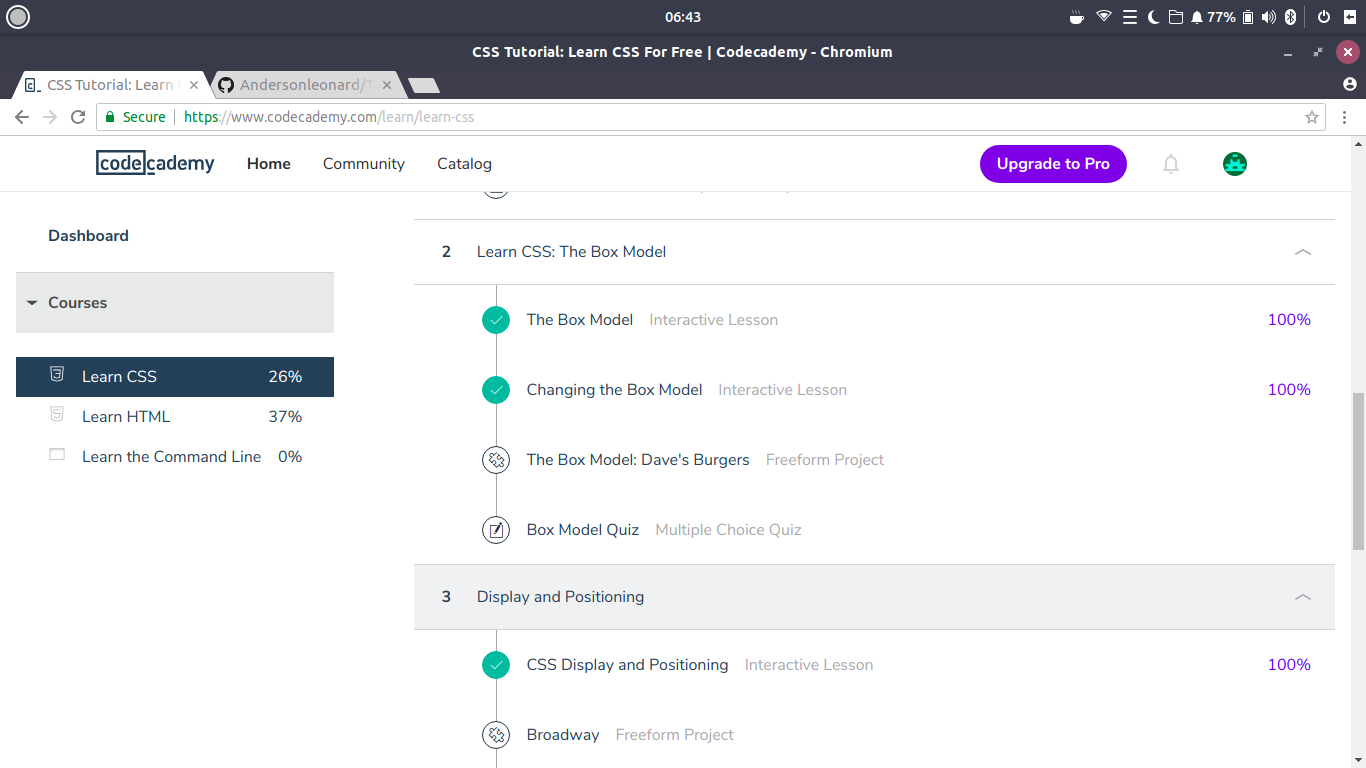 06:43
77%
CSS Tutorial: Learn CSS For Free | Codecademy - Chromium
CSS Tutorial: Learn
Andersonleonard/
Secure
https://www.codecademy.com/learn/learn-css
codecademy
Home
Community
Catalog
Upgrade to Pro
Dashboard
Courses
Learn CSS 26%
Learn HTML 37%
Learn the Command Line 0%
2 Learn CSS: The Box Model
The Box Model Interactive Lesson 100%
Changing the Box Model Interactive Lesson 100%
The Box Model: Dave's Burgers Freeform Project
Box Model Quiz Multiple Choice Quiz
3 Display and Positioning
CSS Display and Positioning Interactive Lesson 100%
Broadway Freeform Project